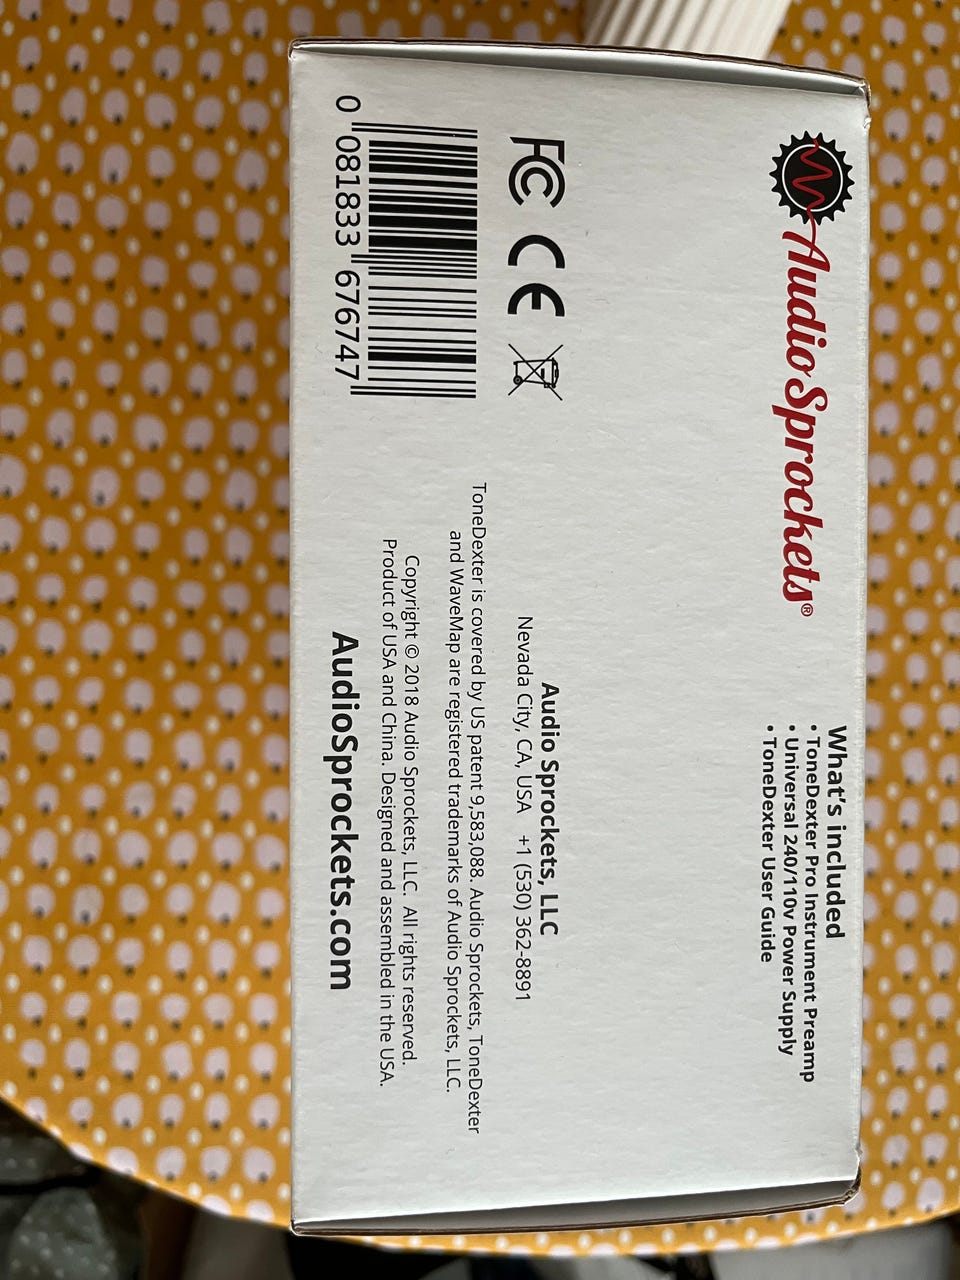 AudioSprockets®
What's included
• ToneDexter Pro Instrument Preamp
• Universal 240/110v Power Supply
• ToneDexter User Guide
FC CE
0 081833 676747
Audio Sprockets, LLC
Nevada City, CA, USA +1 (530) 362-8891
ToneDexter is covered by US patent 9,583,088. Audio Sprockets, ToneDexter
and WaveMap are registered trademarks of Audio Sprockets, LLC.
Copyright © 2018 Audio Sprockets, LLC. All rights reserved.
Product of USA and China. Designed and assembled in the USA.
AudioSprockets.com